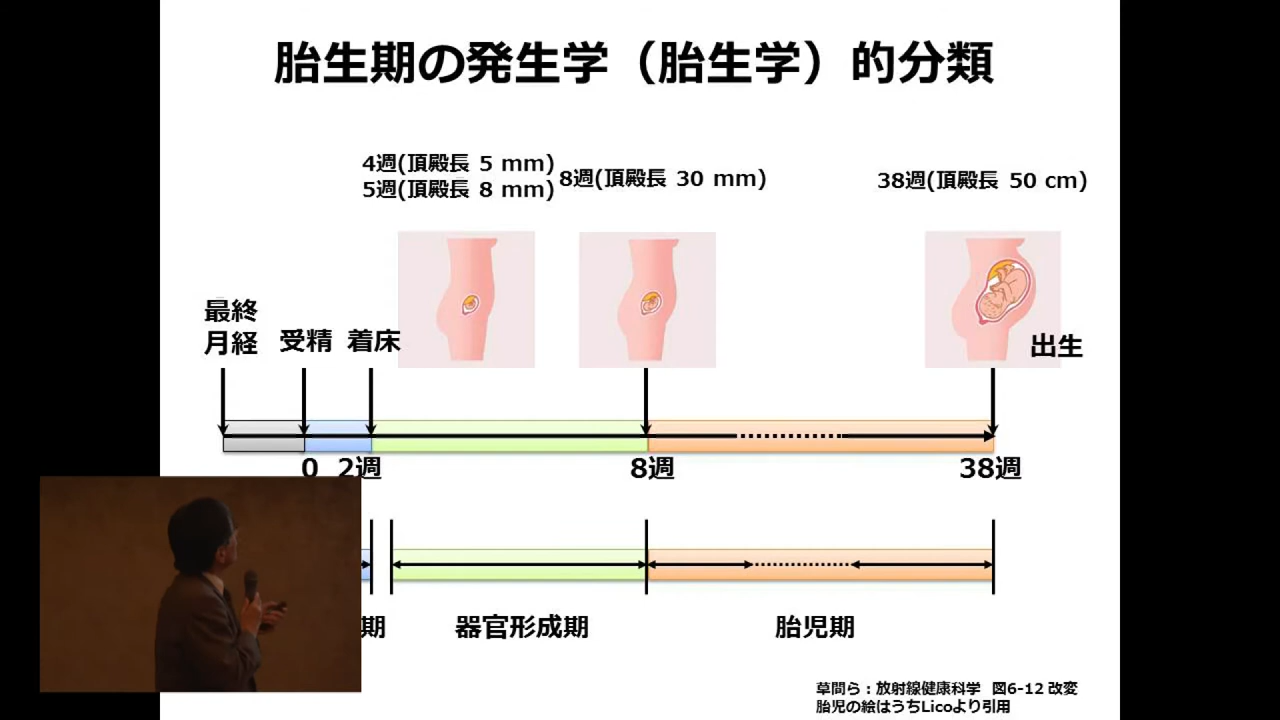 胎生期の発生学（胎生学）的分類
4週(頂殿長 5 mm)
5週(頂殿長 8 mm)
8週(頂殿長 30 mm)
38週(頂殿長 50 cm)
最終
月経
受精
着床
出生
0
2週
8週
38週
期
器官形成期
胎児期
草間ら：放射線健康科学 図6-12 改変
胎児の絵はうちLicoより引用